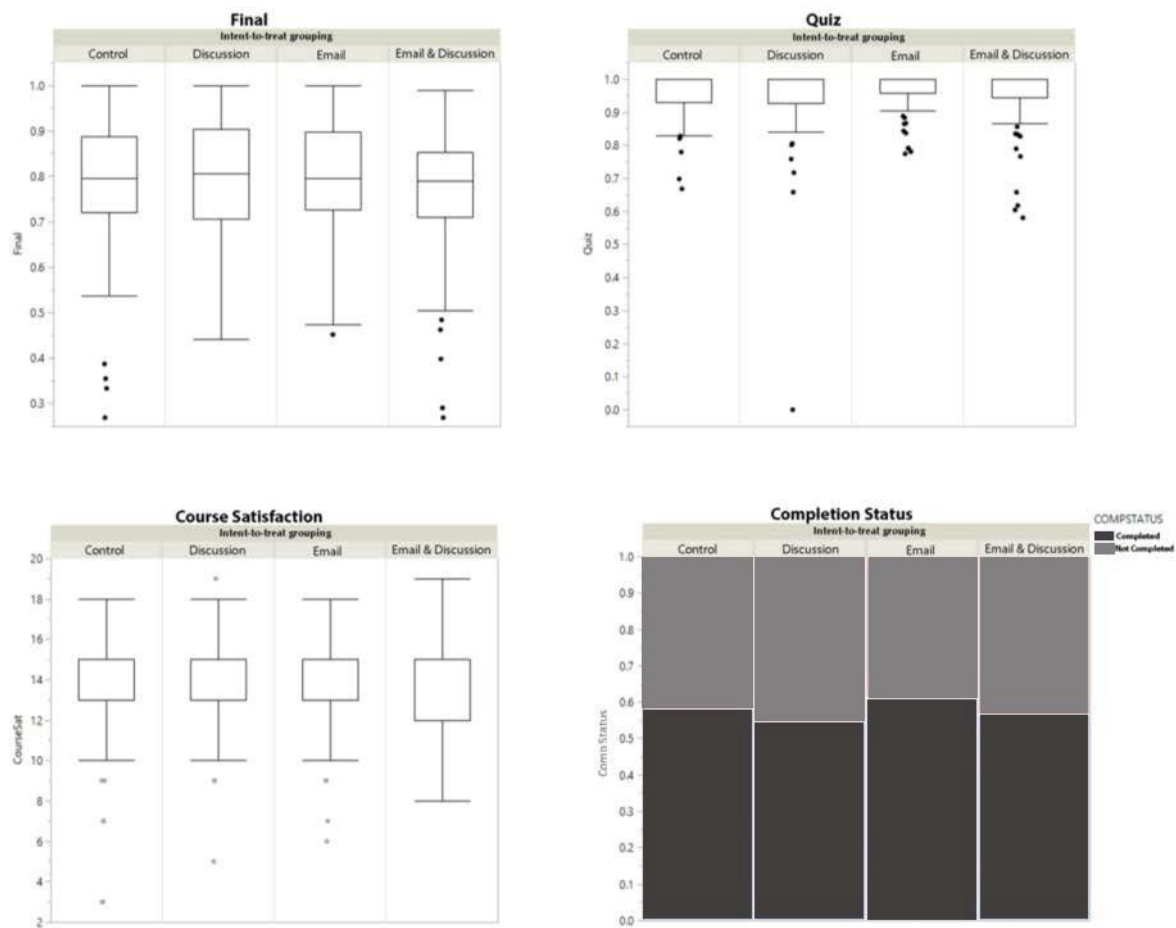 Final
Intent-to-treat grouping
Control Discussion Email Email & Discussion
1.0
0.9
0.8
0.7
0.6
0.5
0.4
0.3
Final
Quiz
Intent-to-treat grouping
Control Discussion Email Email & Discussion
1.0
0.9
0.8
0.7
0.6
0.5
0.4
0.3
0.2
0.1
0.0
Quiz
Course Satisfaction
Intent-to-treat grouping
Control Discussion Email Email & Discussion
20
18
16
14
12
10
8
6
4
2
CourseSat
Completion Status
Intent-to-treat grouping
Control Discussion Email Email & Discussion
1.0
0.9
0.8
0.7
0.6
0.5
0.4
0.3
0.2
0.1
0.0
Comp Status
COMPSTATUS
Completed
Not Completed